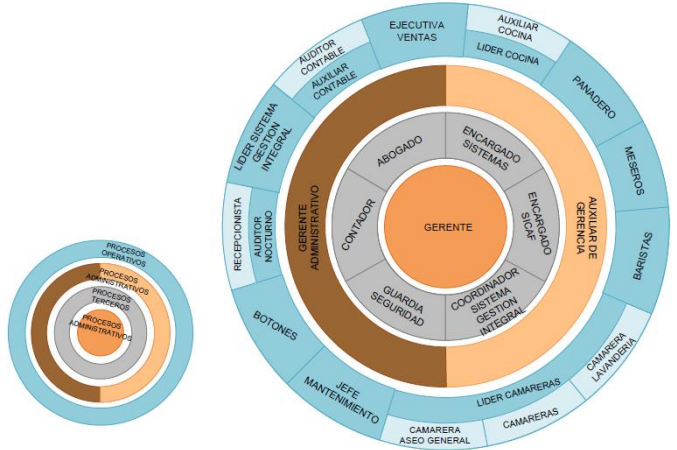 PROCESOS
OPERATIVOS
PROCESOS
ADMINISTRATIVOS
PROCESOS
TERCEROS
PROCESOS
ADMINISTRATIVOS
EJECUTIVA
VENTAS
AUXILIAR
COCINA
LIDER COCINA
PANADERO
MESEROS
BARISTAS
CAMARERA
LAVANDERIA
LIDER CAMARERAS
CAMARERAS
CAMARERA
ASEO GENERAL
JEFE
MANTENIMIENTO
BOTONES
RECEPCIONISTA
AUDITOR
NOCTURNO
LIDER SISTEMA
GESTION
INTEGRAL
AUDITOR
CONTABLE
AUXILIAR
CONTABLE
GERENTE
ADMINISTRATIVO
AUXILIAR DE
GERENCIA
ABOGADO
ENCARGADO
SISTEMAS
ENCARGADO
SICAF
COORDINADOR
SISTEMA
GESTION
INTEGRAL
GUARDIA
SEGURIDAD
CONTADOR
GERENTE